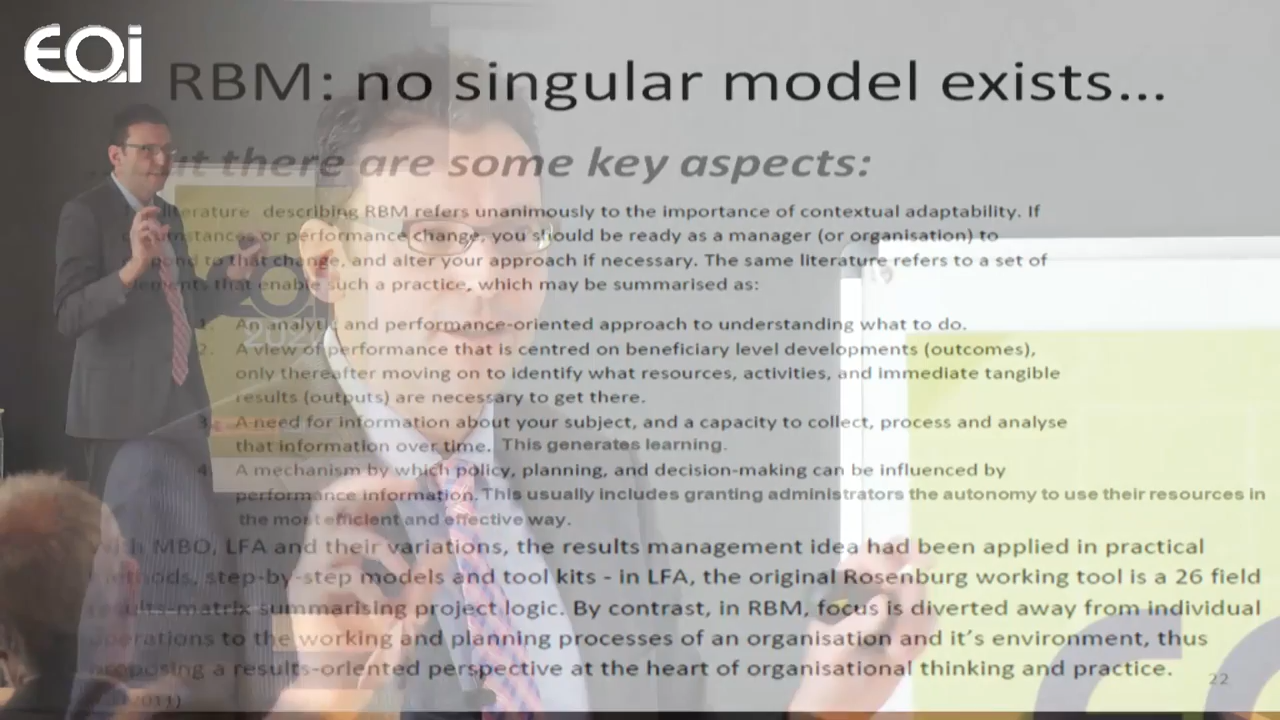 EOi
RBM: no singular model exists...
there are some key aspects:
literature describing RBM refers unanimously to the importance of contextual adaptability. If
or performance change, you should be ready as a manager (or organisation) to
to that change, and alter your approach if necessary. The same literature refers to a set of
that enable such a practice, which may be summarised as:
1. An analytic and performance-oriented approach to understanding what to do.
2. A view of performance that is centred on beneficiary level developments (outcomes),
only thereafter moving on to identify what resources, activities, and immediate tangible
results (outputs) are necessary to get there.
3. A need for information about your subject, and a capacity to collect, process and analyse
that information over time. This generates learning.
4. A mechanism by which policy, planning, and decision-making can be influenced by
performance information. This usually includes granting administrators the autonomy to use their resources in
the most efficient and effective way.
MBO, LFA and their variations, the results management idea had been applied in practical
step-by-step models and tool kits - in LFA, the original Rosenburg working tool is a 26 field
results-matrix summarising project logic. By contrast, in RBM, focus is diverted away from individual
operations to the working and planning processes of an organisation and it's environment, thus
proposing a results-oriented perspective at the heart of organisational thinking and practice.
22